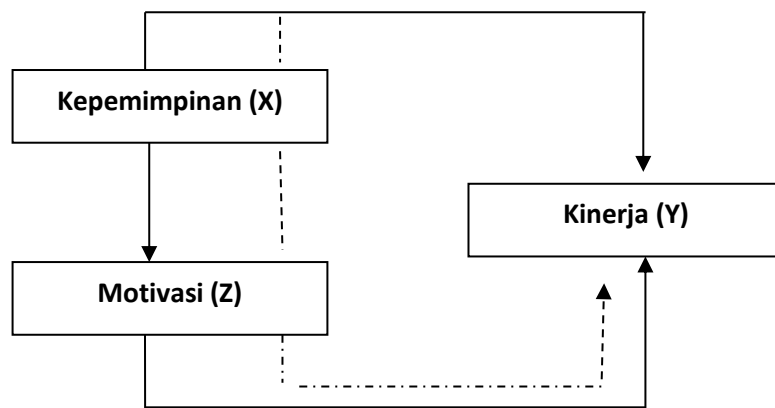 Kepemimpinan (X)
Kinerja (Y)
Motivasi (Z)